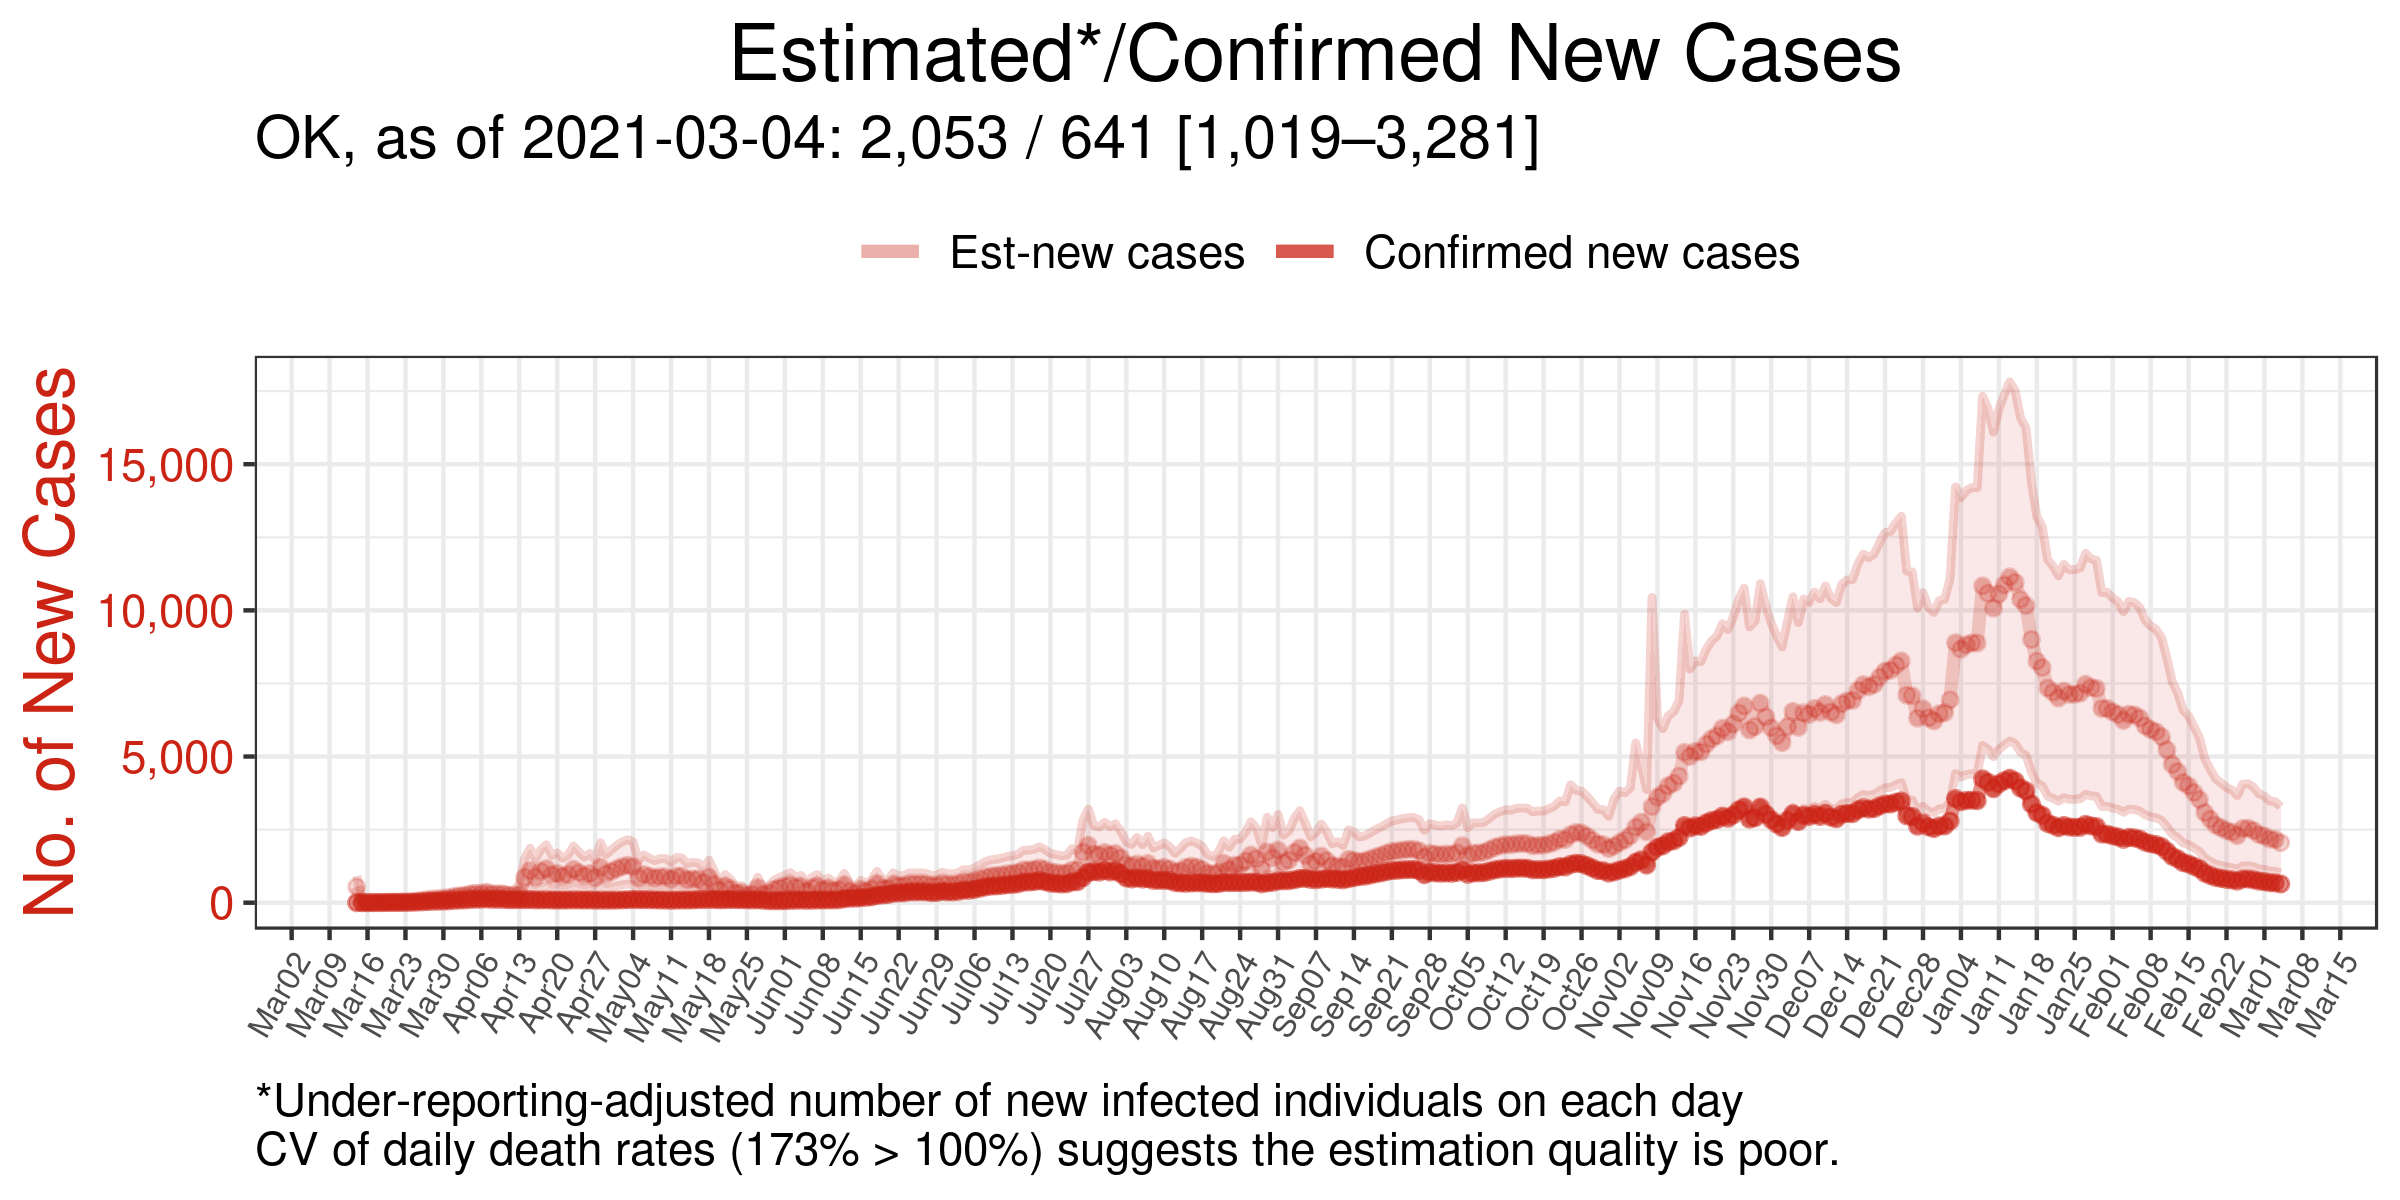 Estimated*/Confirmed New Cases
OK, as of 2021-03-04: 2,053 / 641 [1,019–3,281]
Est-new cases
Confirmed new cases
No. of New Cases
15,000
10,000
5,000
0
Mar02
Mar09
Mar16
Mar23
Mar30
Apr06
Apr13
Apr20
Apr27
May04
May11
May18
May25
Jun01
Jun08
Jun15
Jun22
Jun29
Jul06
Jul13
Jul20
Jul27
Aug03
Aug10
Aug17
Aug24
Aug31
Sep07
Sep14
Sep21
Sep28
Oct05
Oct12
Oct19
Oct26
Nov02
Nov09
Nov16
Nov23
Nov30
Dec07
Dec14
Dec21
Dec28
Jan04
Jan11
Jan18
Jan25
Feb01
Feb08
Feb15
Feb22
Mar01
Mar08
Mar15
*Under-reporting-adjusted number of new infected individuals on each day
CV of daily death rates (173% > 100%) suggests the estimation quality is poor.